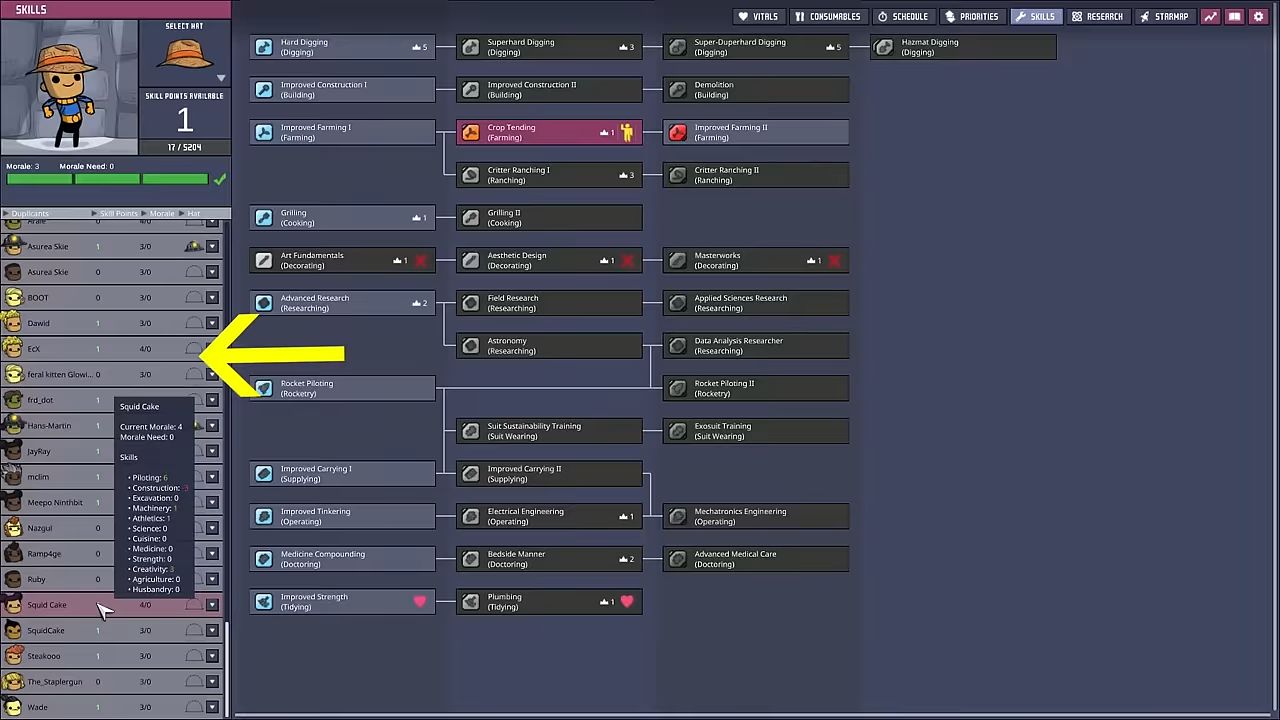 SKILLS
VITALS
CONSUMABLES
SCHEDULE
PRIORITIES
SKILLS
RESEARCH
STARMAP
SELECT HAT
SKILL POINTS AVAILABLE
1
17 / 5204
Morale: 3 Morale Need: 0
Duplicants Skill Points Morale Hat
Asurea Skie 1 3/0
Asurea Skie 0 3/0
BOOT 0 3/0
Dawid 1 3/0
EcX 1 4/0
feral kitten Glowi... 0 3/0
frd_dot 1
Hans-Martin 1
JayRay 1
mclim 1
Meepo Ninthbit 1
Nazgui 0
Ramp4ge 0
Ruby 0
Squid Cake 4/0
SquidCake 1 3/0
Steakooo 1 3/0
The_Staplergun 0 3/0
Wade 1 3/0
Squid Cake
Current Morale: 4
Morale Need: 0
Skills
• Piloting: 6
• Construction: -3
• Excavation: 0
• Machinery: 1
• Athletics: 1
• Science: 0
• Cuisine: 0
• Medicine: 0
• Strength: 0
• Creativity: 3
• Agriculture: 0
• Husbandry: 0
Hard Digging
(Digging)
5
Superhard Digging
(Digging)
3
Super-Duperhard Digging
(Digging)
5
Hazmat Digging
(Digging)
Improved Construction I
(Building)
Improved Construction II
(Building)
Demolition
(Building)
Improved Farming I
(Farming)
Crop Tending
(Farming)
1
Improved Farming II
(Farming)
Critter Ranching I
(Ranching)
3
Critter Ranching II
(Ranching)
Grilling
(Cooking)
1
Grilling II
(Cooking)
Art Fundamentals
(Decorating)
1
Aesthetic Design
(Decorating)
1
Masterworks
(Decorating)
1
Advanced Research
(Researching)
2
Field Research
(Researching)
Applied Sciences Research
(Researching)
Astronomy
(Researching)
Data Analysis Researcher
(Researching)
Rocket Piloting
(Rocketry)
Rocket Piloting II
(Rocketry)
Suit Sustainability Training
(Suit Wearing)
Exosuit Training
(Suit Wearing)
Improved Carrying I
(Supplying)
Improved Carrying II
(Supplying)
Improved Tinkering
(Operating)
Electrical Engineering
(Operating)
1
Mechatronics Engineering
(Operating)
Medicine Compounding
(Doctoring)
Bedside Manner
(Doctoring)
2
Advanced Medical Care
(Doctoring)
Improved Strength
(Tidying)
Plumbing
(Tidying)
1